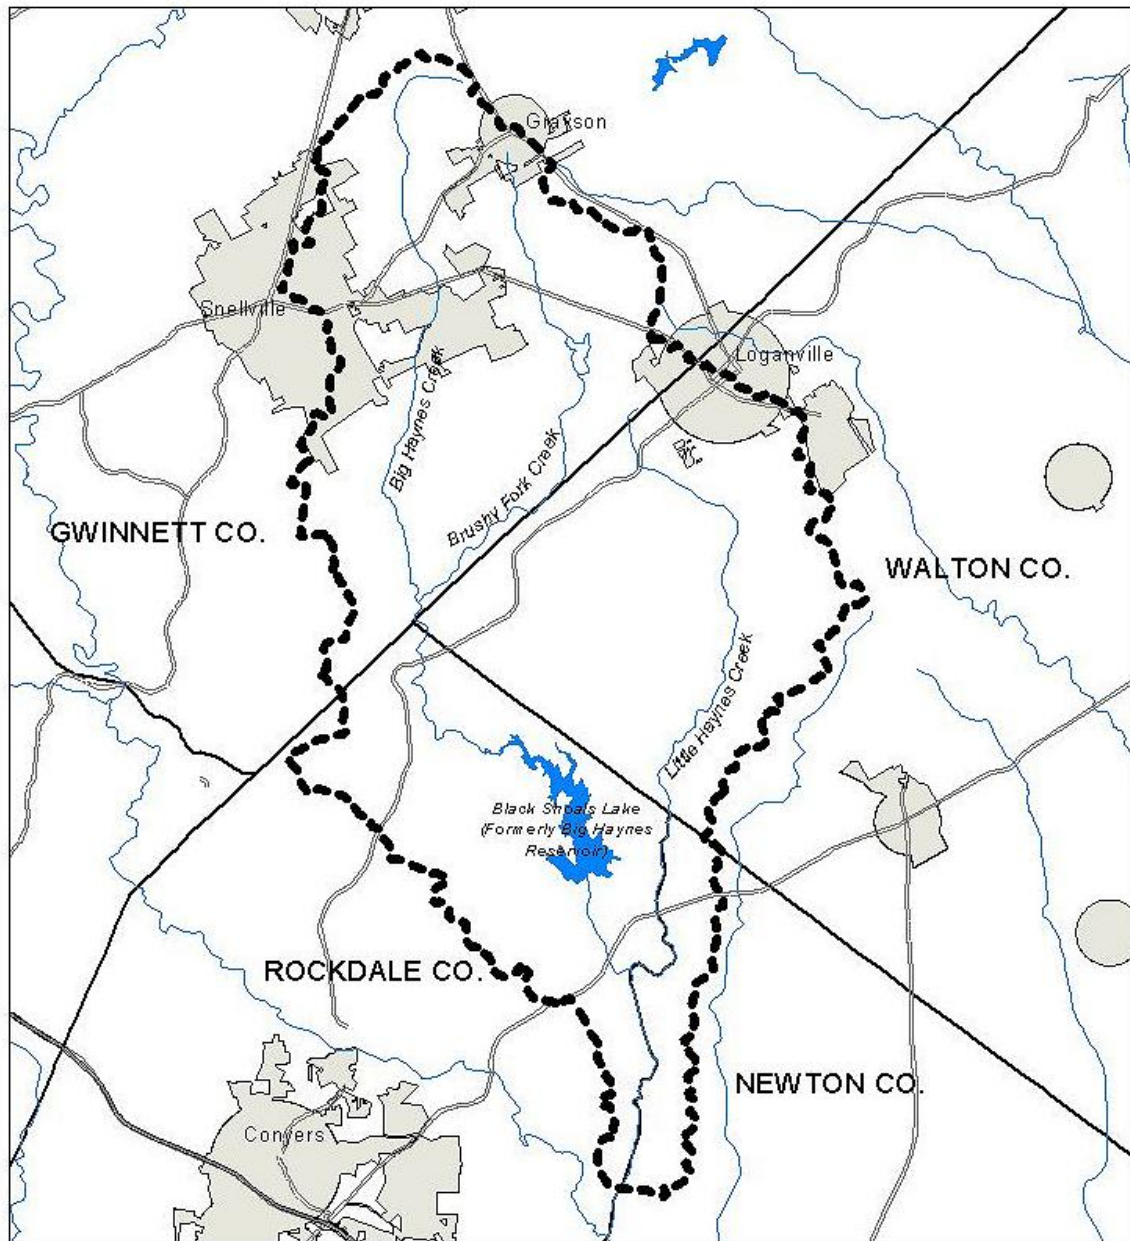 Grayson
Snellville
Loganville
Big Haynes Creek
Brushy Fork Creek
GWINNETT CO.
WALTON CO.
Little Haynes Creek
Black Shoals Lake
(Formerly Big Haynes
Reservoir)
ROCKDALE CO.
NEWTON CO.
Conyers